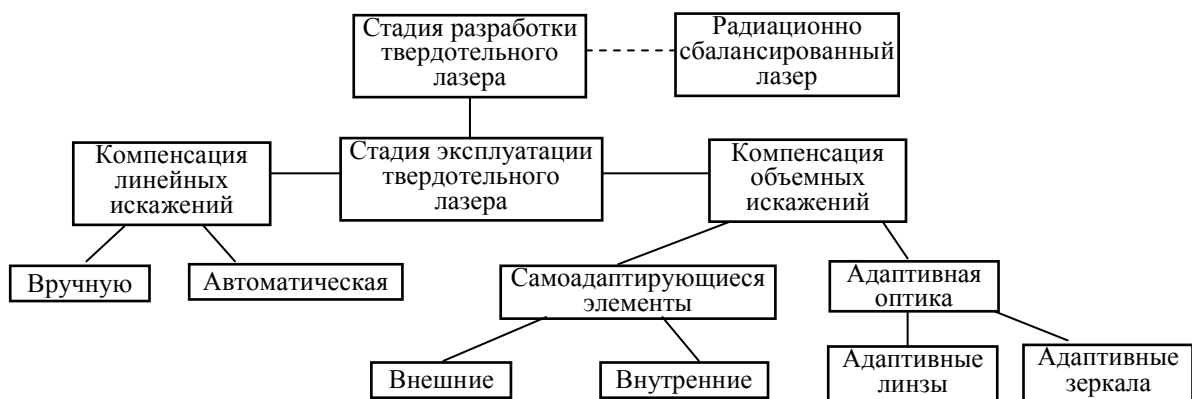 Стадия разработки
твердотельного
лазера
Радиационно
сбалансированный
лазер
Компенсация
линейных
искажений
Стадия эксплуатации
твердотельного
лазера
Компенсация
объемных
искажений
Вручную
Автоматическая
Самоадаптирующиеся
элементы
Адаптивная
оптика
Внешние
Внутренние
Адаптивные
линзы
Адаптивные
зеркала